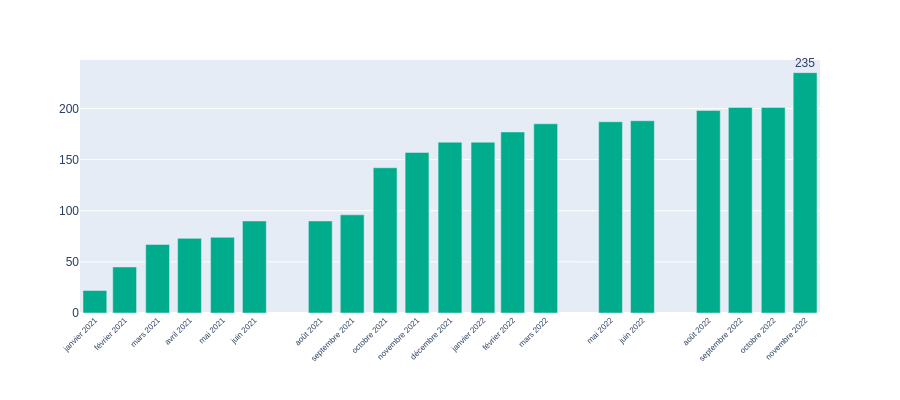 235
200
150
100
50
0
janvier 2021
février 2021
mars 2021
avril 2021
mai 2021
juin 2021
août 2021
septembre 2021
octobre 2021
novembre 2021
décembre 2021
janvier 2022
février 2022
mars 2022
mai 2022
juin 2022
août 2022
septembre 2022
octobre 2022
novembre 2022